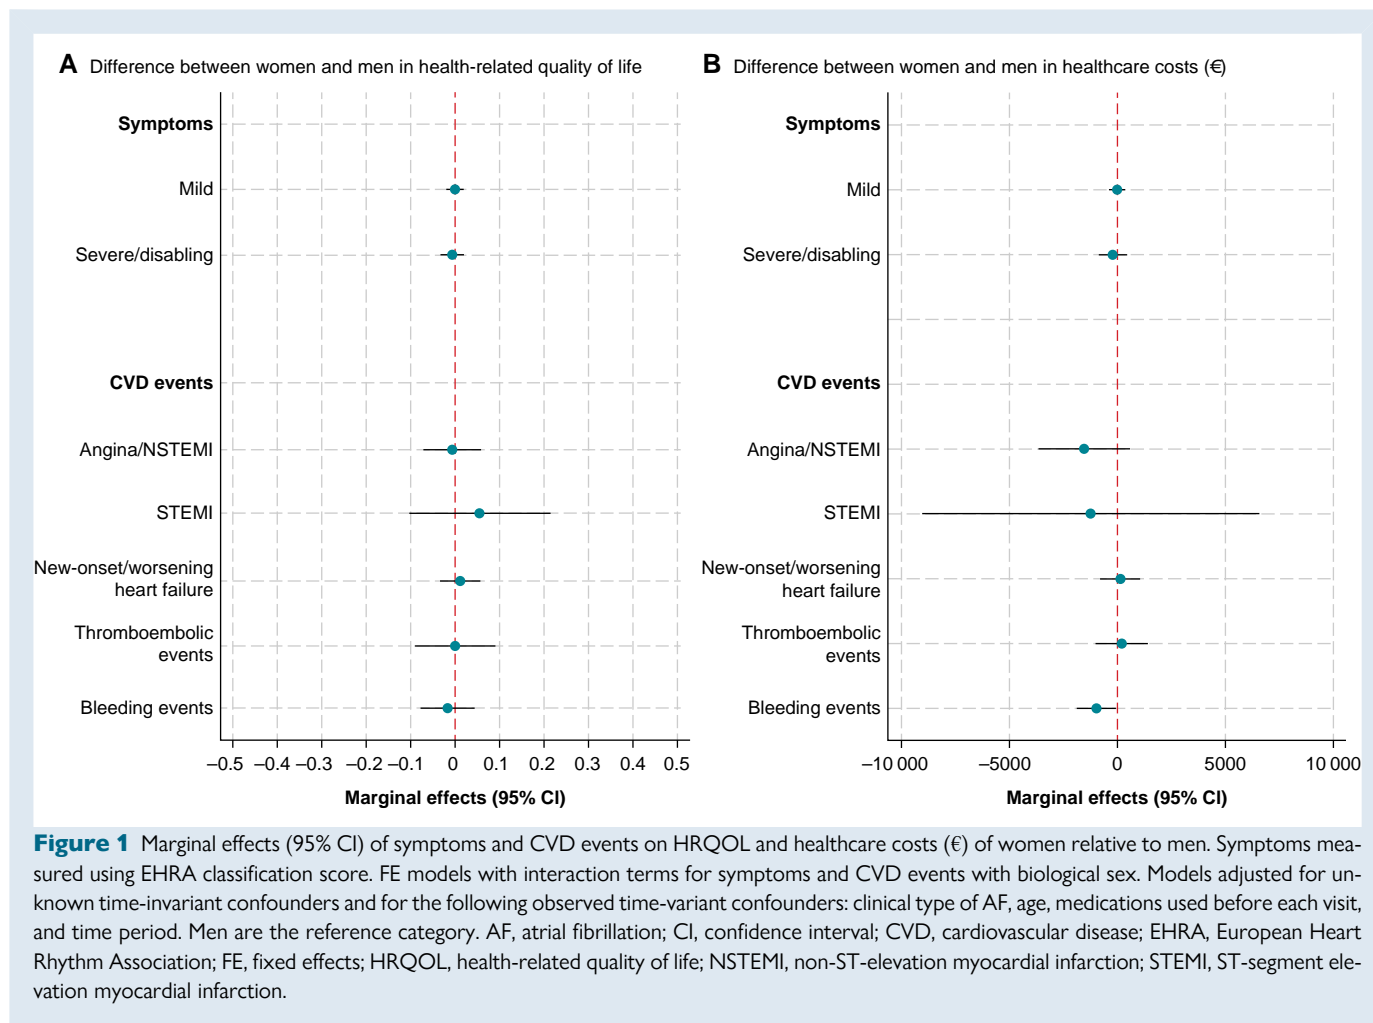 A Difference between women and men in health-related quality of life
Symptoms
Mild
Severe/disabling
CVD events
Angina/NSTEMI
STEMI
New-onset/worsening
heart failure
Thromboembolic
events
Bleeding events
–0.5 –0.4 –0.3 –0.2 –0.1 0 0.1 0.2 0.3 0.4 0.5
Marginal effects (95% CI)
B Difference between women and men in healthcare costs (€)
Symptoms
Mild
Severe/disabling
CVD events
Angina/NSTEMI
STEMI
New-onset/worsening
heart failure
Thromboembolic
events
Bleeding events
–10 000 –5000 0 5000 10 000
Marginal effects (95% CI)
Figure 1 Marginal effects (95% CI) of symptoms and CVD events on HRQOL and healthcare costs (€) of women relative to men. Symptoms mea-
sured using EHRA classification score. FE models with interaction terms for symptoms and CVD events with biological sex. Models adjusted for un-
known time-invariant confounders and for the following observed time-variant confounders: clinical type of AF, age, medications used before each visit,
and time period. Men are the reference category. AF, atrial fibrillation; CI, confidence interval; CVD, cardiovascular disease; EHRA, European Heart
Rhythm Association; FE, fixed effects; HRQOL, health-related quality of life; NSTEMI, non-ST-elevation myocardial infarction; STEMI, ST-segment ele-
vation myocardial infarction.